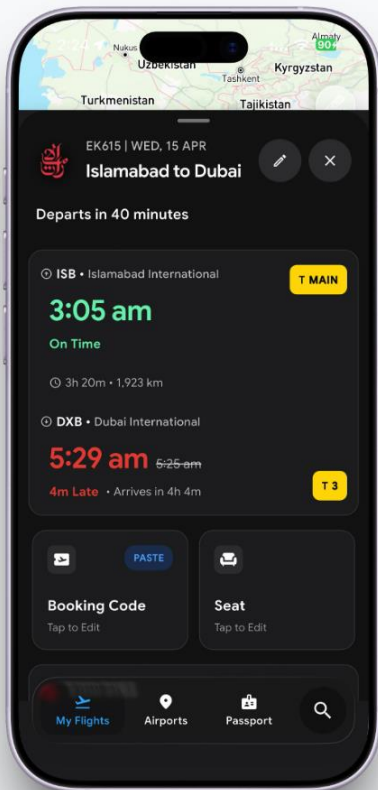 Almaty
Nukus
90+
Uzbekistan
Tashkent
Kyrgyzstan
Turkmenistan
Tajikistan
EK615 | WED, 15 APR
Islamabad to Dubai
Departs in 40 minutes
ISB • Islamabad International
T MAIN
3:05 am
On Time
3h 20m • 1,923 km
DXB • Dubai International
5:29 am 5:25 am
4m Late • Arrives in 4h 4m
T 3
PASTE
Booking Code
Tap to Edit
Seat
Tap to Edit
My Flights
Airports
Passport